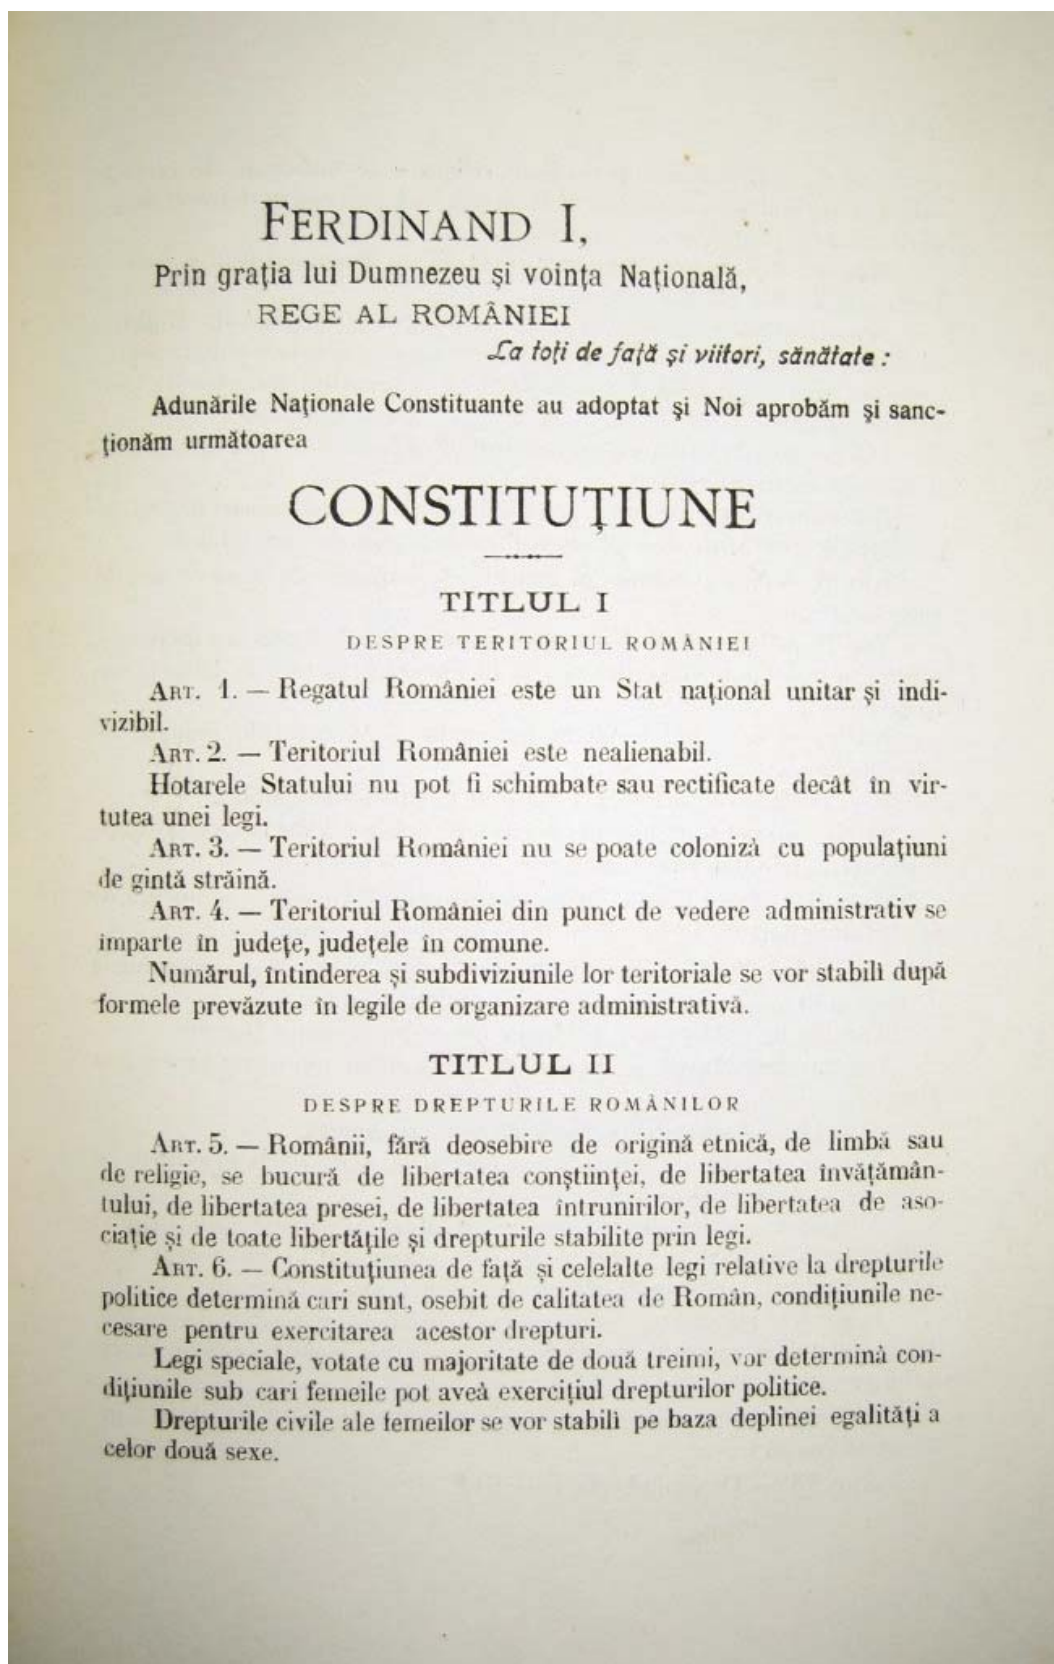 FERDINAND I,
Prin grația lui Dumnezeu și voința Națională,
REGE AL ROMÂNIEI
La toți de față și viitori, sănătate :
Adunările Naționale Constituante au adoptat și Noi aprobăm și sanc-
ționăm următoarea
CONSTITUȚIUNE
TITLUL I
DESPRE TERITORIUL ROMÂNIEI
ART. 1. — Regatul României este un Stat național unitar și indi-
vizibil.
ART. 2. — Teritoriul României este nealienabil.
Hotarele Statului nu pot fi schimbate sau rectificate decât în vir-
tutea unei legi.
ART. 3. — Teritoriul României nu se poate colonizà cu populațiuni
de gintă străină.
ART. 4. — Teritoriul României din punct de vedere administrativ se
împarte în județe, județele în comune.
Numărul, întinderea și subdiviziunile lor teritoriale se vor stabilì după
formele prevăzute în legile de organizare administrativă.
TITLUL II
DESPRE DREPTURILE ROMÂNILOR
ART. 5. — Românii, fără deosebire de origină etnică, de limbă sau
de religie, se bucură de libertatea conștiinței, de libertatea învățămân-
tului, de libertatea presei, de libertatea întrunirilor, de libertatea de aso-
ciație și de toate libertățile și drepturile stabilite prin legi.
ART. 6. — Constituțiunea de față și celelalte legi relative la drepturile
politice determină cari sunt, osebit de calitatea de Român, condițiunile ne-
cesare pentru exercitarea acestor drepturi.
Legi speciale, votate cu majoritate de două treimi, vor determinà con-
dițiunile sub cari femeile pot aveà exercițiul drepturilor politice.
Drepturile civile ale femeilor se vor stabilì pe baza deplinei egalități a
celor două sexe.